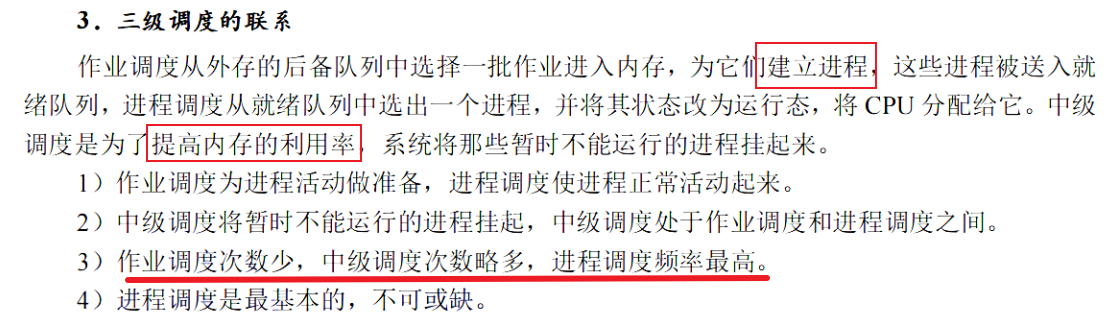 3．三级调度的联系
作业调度从外存的后备队列中选择一批作业进入内存，为它们建立进程，这些进程被送入就
绪队列，进程调度从就绪队列中选出一个进程，并将其状态改为运行态，将 CPU 分配给它。中级
调度是为了提高内存的利用率，系统将那些暂时不能运行的进程挂起来。
1）作业调度为进程活动做准备，进程调度使进程正常活动起来。
2）中级调度将暂时不能运行的进程挂起，中级调度处于作业调度和进程调度之间。
3）作业调度次数少，中级调度次数略多，进程调度频率最高。
4）进程调度是最基本的，不可或缺。